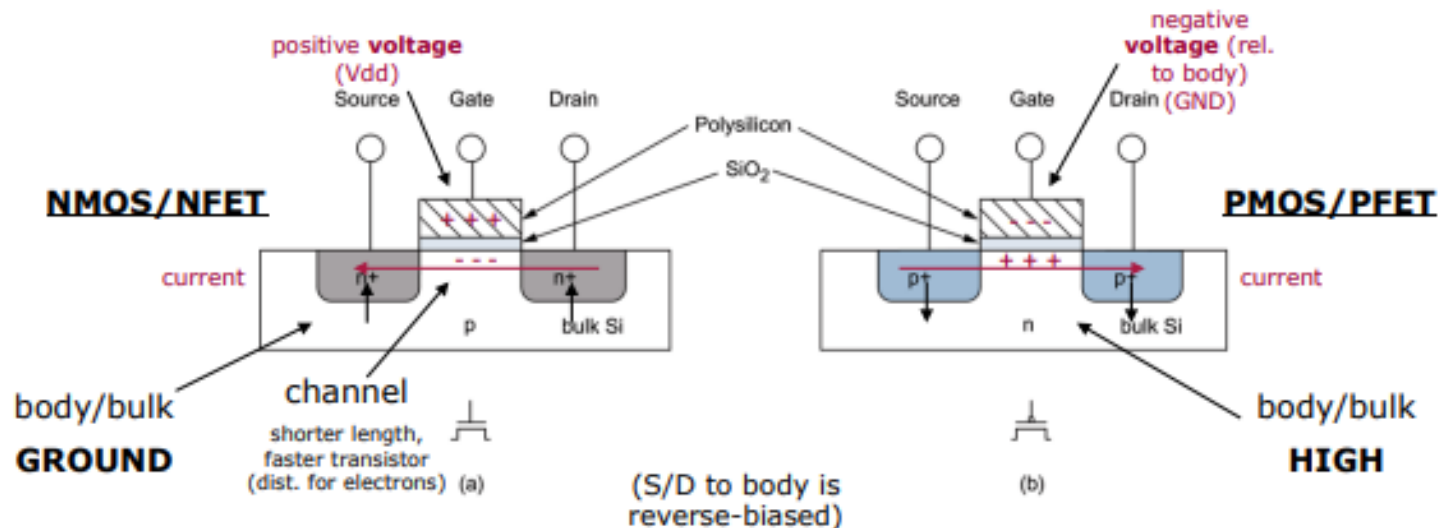 positive voltage
(Vdd)
negative
voltage (rel.
to body)
(GND)
Source Gate Drain
Source Gate Drain
Polysilicon
SiO2
NMOS/NFET
PMOS/PFET
+ + +
- - -
- - -
+ + +
current
n+ n+
p+ p+
current
p bulk Si
n bulk Si
body/bulk
GROUND
channel
shorter length,
faster transistor
(dist. for electrons)
(a)
(S/D to body is
reverse-biased)
(b)
body/bulk
HIGH